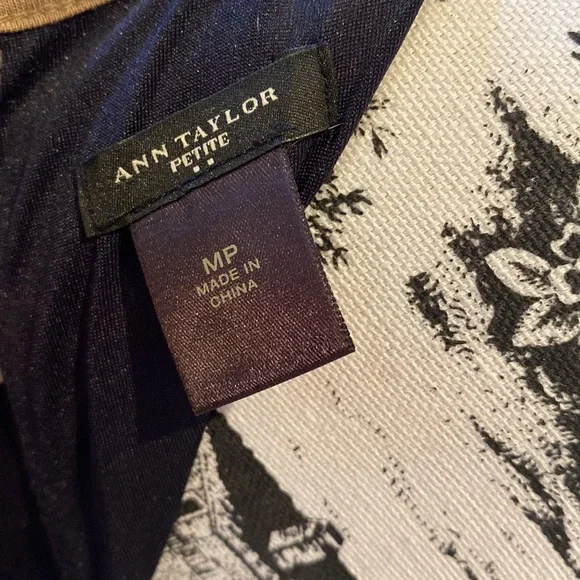 ANN TAYLOR
PETITE
MP
MADE IN
CHINA